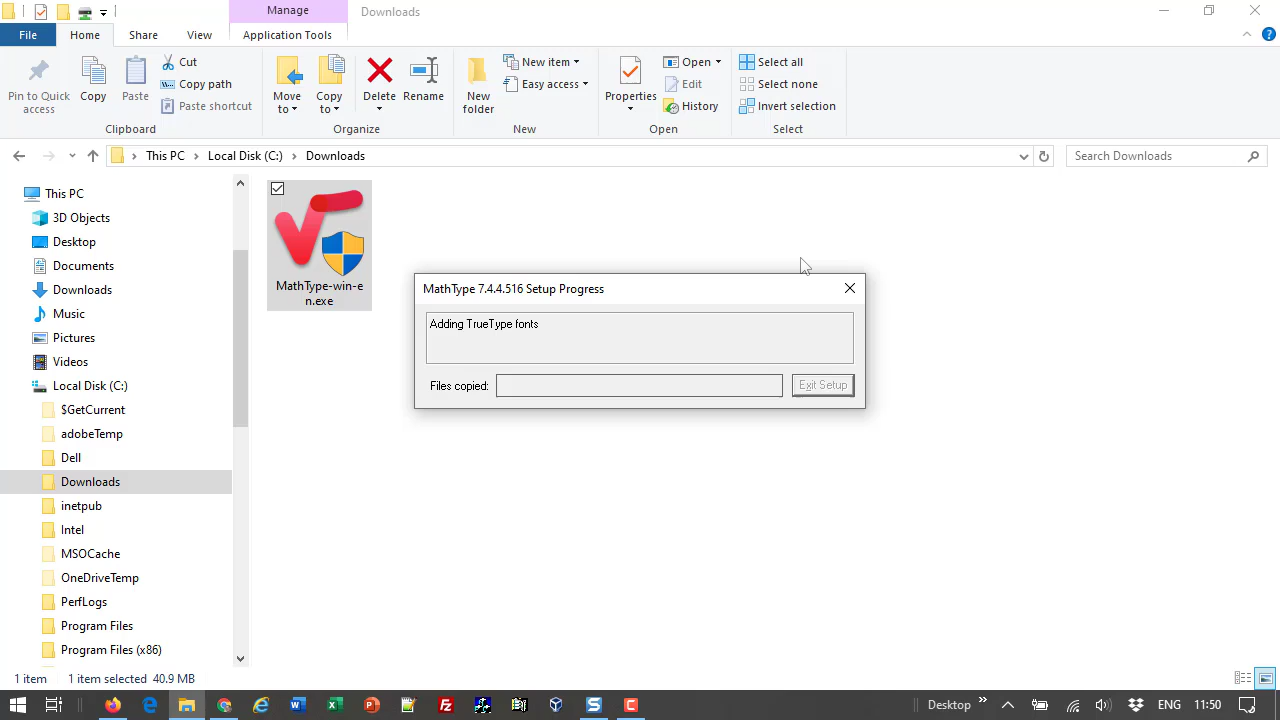 Manage
Downloads
File
Home
Share
View
Application Tools
Pin to Quick
access
Copy
Paste
Cut
Copy path
Paste shortcut
Clipboard
Move
to
Copy
to
Delete
Rename
Organize
New
folder
New item
Easy access
New
Properties
Open
Edit
History
Open
Select all
Select none
Invert selection
Select
This PC
Local Disk (C:)
Downloads
Search Downloads
This PC
3D Objects
Desktop
Documents
Downloads
Music
Pictures
Videos
Local Disk (C:)
$GetCurrent
adobeTemp
Dell
Downloads
inetpub
Intel
MSOCache
OneDriveTemp
PerfLogs
Program Files
Program Files (x86)
MathType-win-e
n.exe
MathType 7.4.4.516 Setup Progress
Adding TrueType fonts
Files copied:
Exit Setup
1 item
1 item selected 40.9 MB
Desktop
ENG
11:50